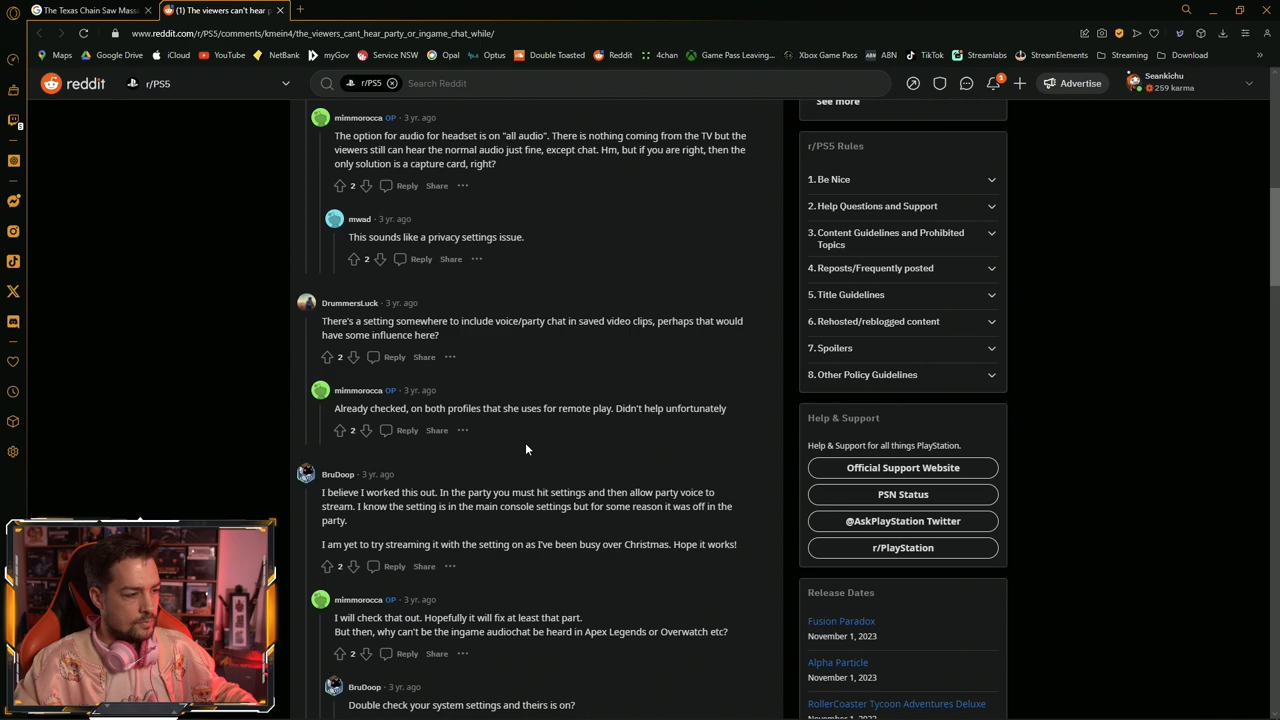 The Texas Chain Saw Mass
(1) The viewers can't hear p
www.reddit.com/r/PS5/comments/kmein4/the_viewers_cant_hear_party_or_ingame_chat_while/
Maps
Google Drive
iCloud
YouTube
NetBank
myGov
Service NSW
Opal
Optus
Double Toasted
Reddit
4chan
Game Pass Leaving...
Xbox Game Pass
ABN
TikTok
Streamlabs
StreamElements
Streaming
Download
reddit
r/PS5
r/PS5
Search Reddit
1
Advertise
Seankichu
259 karma
mimmorocca OP · 3 yr. ago
The option for audio for headset is on "all audio". There is nothing coming from the TV but the
viewers still can hear the normal audio just fine, except chat. Hm, but if you are right, then the
only solution is a capture card, right?
2 Reply Share ···
mwad · 3 yr. ago
This sounds like a privacy settings issue.
2 Reply Share ···
DrummersLuck · 3 yr. ago
There's a setting somewhere to include voice/party chat in saved video clips, perhaps that would
have some influence here?
2 Reply Share ···
mimmorocca OP · 3 yr. ago
Already checked, on both profiles that she uses for remote play. Didn't help unfortunately
2 Reply Share ···
BruDoop · 3 yr. ago
I believe I worked this out. In the party you must hit settings and then allow party voice to
stream. I know the setting is in the main console settings but for some reason it was off in the
party.
I am yet to try streaming it with the setting on as I've been busy over Christmas. Hope it works!
2 Reply Share ···
mimmorocca OP · 3 yr. ago
I will check that out. Hopefully it will fix at least that part.
But then, why can't be the ingame audiochat be heard in Apex Legends or Overwatch etc?
2 Reply Share ···
BruDoop · 3 yr. ago
Double check your system settings and theirs is on?
See more
r/PS5 Rules
1. Be Nice
2. Help Questions and Support
3. Content Guidelines and Prohibited
Topics
4. Reposts/Frequently posted
5. Title Guidelines
6. Rehosted/reblogged content
7. Spoilers
8. Other Policy Guidelines
Help & Support
Help & Support for all things PlayStation.
Official Support Website
PSN Status
@AskPlayStation Twitter
r/PlayStation
Release Dates
Fusion Paradox
November 1, 2023
Alpha Particle
November 1, 2023
RollerCoaster Tycoon Adventures Deluxe
November 1, 2023